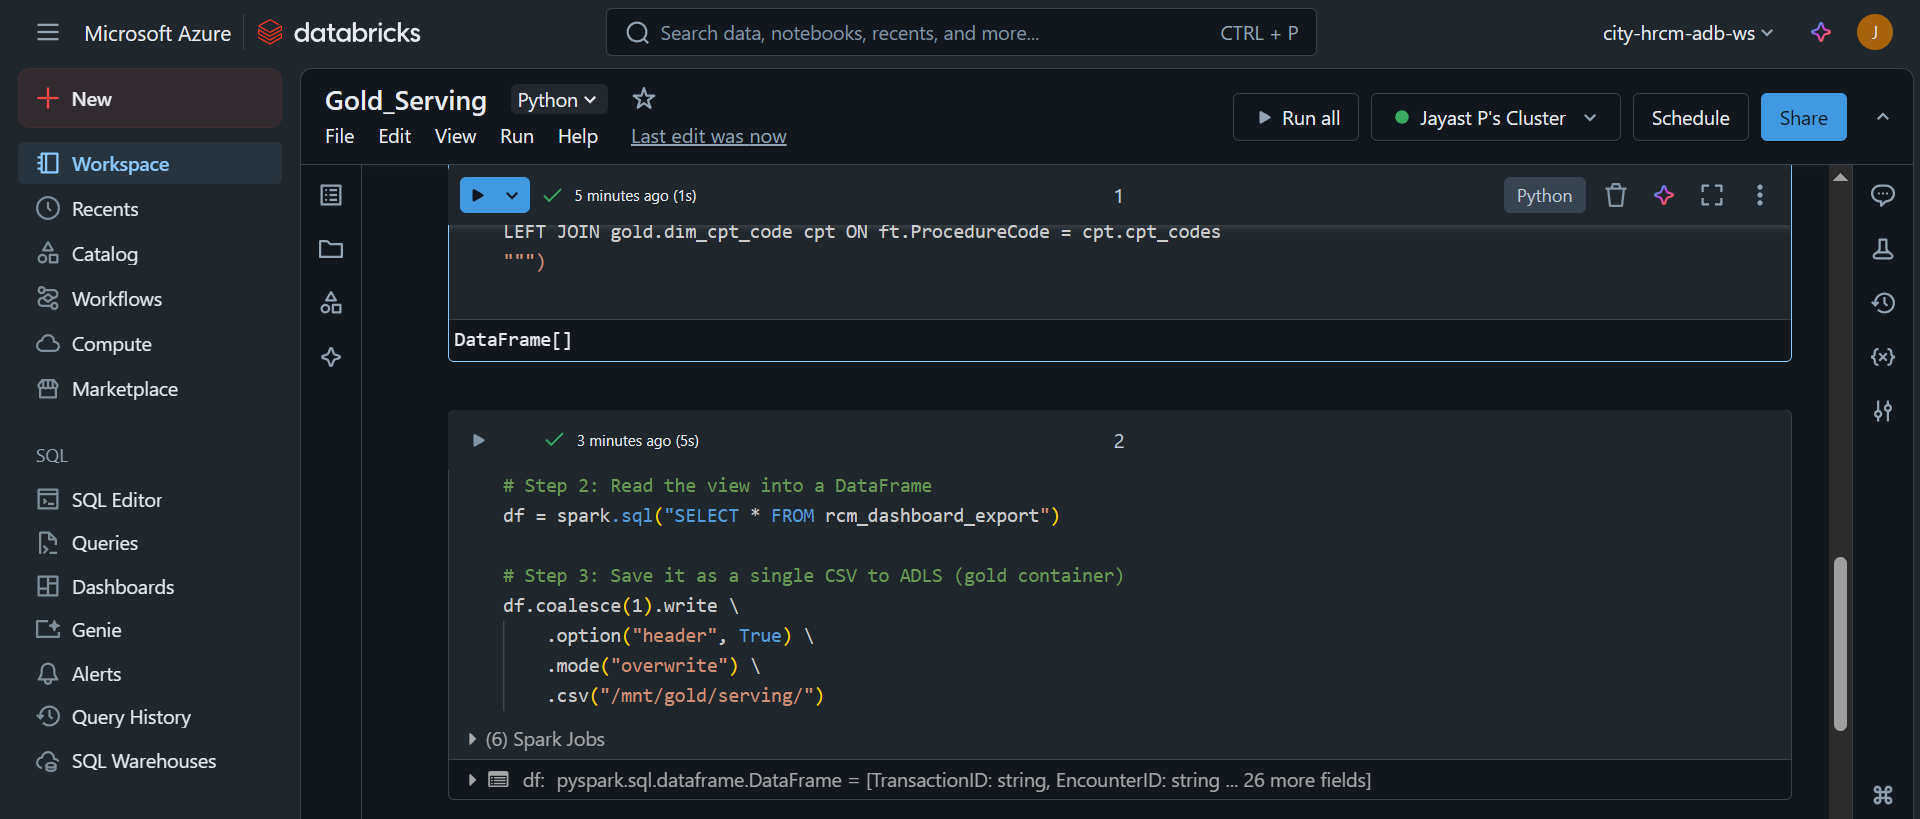 Microsoft Azure
databricks
Search data, notebooks, recents, and more...
CTRL + P
city-hrcm-adb-ws
J
New
Workspace
Recents
Catalog
Workflows
Compute
Marketplace
SQL
SQL Editor
Queries
Dashboards
Genie
Alerts
Query History
SQL Warehouses
Gold_Serving
Python
File Edit View Run Help Last edit was now
Run all
Jayast P's Cluster
Schedule
Share
5 minutes ago (1s)
1
Python
LEFT JOIN gold.dim_cpt_code cpt ON ft.ProcedureCode = cpt.cpt_codes
""")
DataFrame[]
3 minutes ago (5s)
2
# Step 2: Read the view into a DataFrame
df = spark.sql("SELECT * FROM rcm_dashboard_export")
# Step 3: Save it as a single CSV to ADLS (gold container)
df.coalesce(1).write \
.option("header", True) \
.mode("overwrite") \
.csv("/mnt/gold/serving/")
(6) Spark Jobs
df: pyspark.sql.dataframe.DataFrame = [TransactionID: string, EncounterID: string ... 26 more fields]